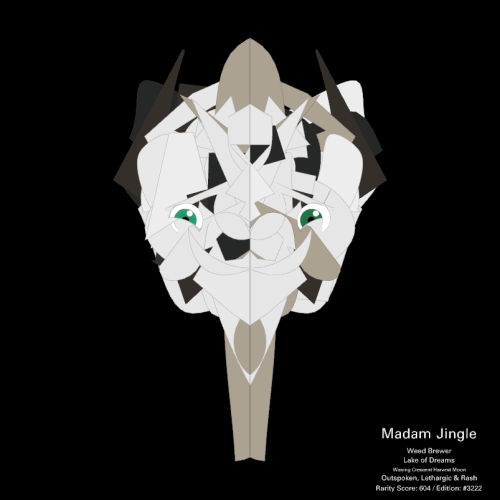 Madam Jingle
Weed Brewer
Lake of Dreams
Waxing Crescent Harvest Moon
Outspoken, Lethargic & Rash
Rarity Score: 604 / Edition: #3222